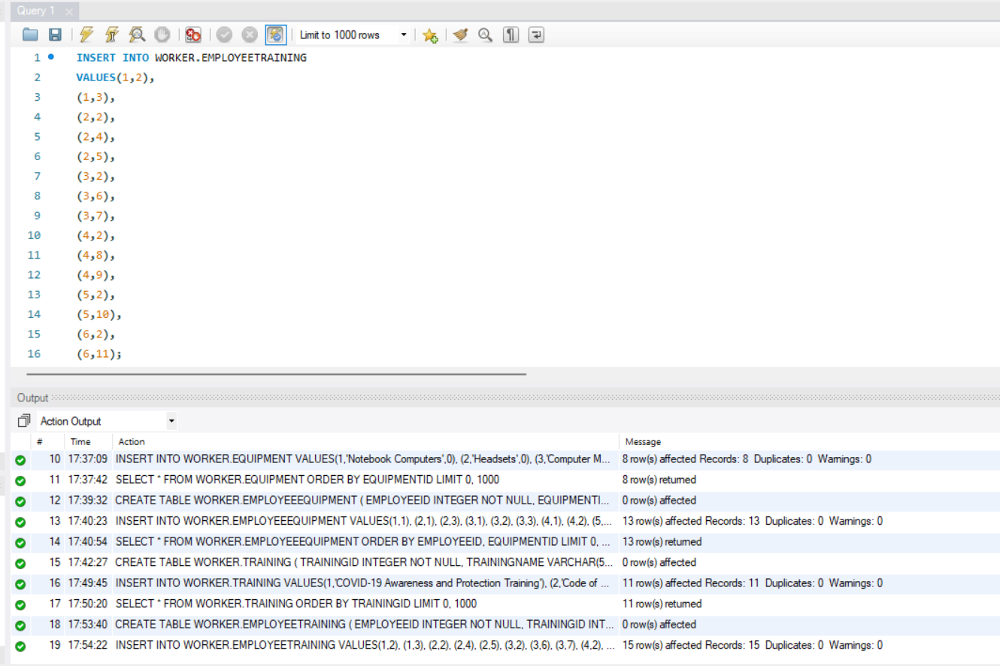 Query 1 ×
Limit to 1000 rows
1 INSERT INTO WORKER.EMPLOYEETRAINING
2 VALUES(1,2),
3 (1,3),
4 (2,2),
5 (2,4),
6 (2,5),
7 (3,2),
8 (3,6),
9 (3,7),
10 (4,2),
11 (4,8),
12 (4,9),
13 (5,2),
14 (5,10),
15 (6,2),
16 (6,11);
Output
Action Output
# Time Action Message
10 17:37:09 INSERT INTO WORKER.EQUIPMENT VALUES(1,'Notebook Computers',0), (2,'Headsets',0), (3,'Computer M... 8 row(s) affected Records: 8 Duplicates: 0 Warnings: 0
11 17:37:42 SELECT * FROM WORKER.EQUIPMENT ORDER BY EQUIPMENTID LIMIT 0, 1000 8 row(s) returned
12 17:39:32 CREATE TABLE WORKER.EMPLOYEEEQUIPMENT ( EMPLOYEEID INTEGER NOT NULL, EQUIPMENTI... 0 row(s) affected
13 17:40:23 INSERT INTO WORKER.EMPLOYEEEQUIPMENT VALUES(1,1), (2,1), (2,3), (3,1), (3,2), (3,3), (4,1), (4,2), (5,... 13 row(s) affected Records: 13 Duplicates: 0 Warnings: 0
14 17:40:54 SELECT * FROM WORKER.EMPLOYEEEQUIPMENT ORDER BY EMPLOYEEID, EQUIPMENTID LIMIT 0, ... 13 row(s) returned
15 17:42:27 CREATE TABLE WORKER.TRAINING ( TRAININGID INTEGER NOT NULL, TRAININGNAME VARCHAR(5... 0 row(s) affected
16 17:49:45 INSERT INTO WORKER.TRAINING VALUES(1,'COVID-19 Awareness and Protection Training'), (2,'Code of ... 11 row(s) affected Records: 11 Duplicates: 0 Warnings: 0
17 17:50:20 SELECT * FROM WORKER.TRAINING ORDER BY TRAININGID LIMIT 0, 1000 11 row(s) returned
18 17:53:40 CREATE TABLE WORKER.EMPLOYEETRAINING ( EMPLOYEEID INTEGER NOT NULL, TRAININGID INT... 0 row(s) affected
19 17:54:22 INSERT INTO WORKER.EMPLOYEETRAINING VALUES(1,2), (1,3), (2,2), (2,4), (2,5), (3,2), (3,6), (3,7), (4,2), ... 15 row(s) affected Records: 15 Duplicates: 0 Warnings: 0